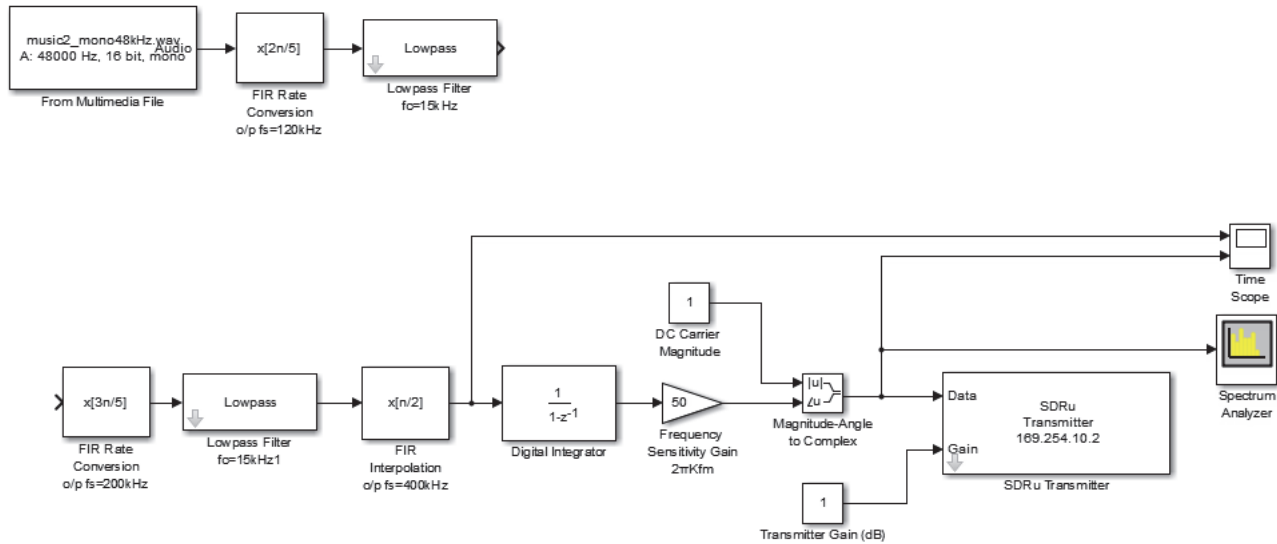 music2_mono48kHz.wav
A: 48000 Hz, 16 bit, mono
Audio
From Multimedia File
x[2n/5]
FIR Rate
Conversion
o/p fs=120kHz
Lowpass
Lowpass Filter
fc=15kHz
x[3n/5]
FIR Rate
Conversion
o/p fs=200kHz
Lowpass
Lowpass Filter
fc=15kHz1
x[n/2]
FIR
Interpolation
o/p fs=400kHz
1
1-z-1
Digital Integrator
50
Frequency
Sensitivity Gain
2πKfm
1
DC Carrier
Magnitude
|u|
∠u
Magnitude-Angle
to Complex
1
Transmitter Gain (dB)
Data
Gain
SDRu
Transmitter
169.254.10.2
SDRu Transmitter
Time
Scope
Spectrum
Analyzer